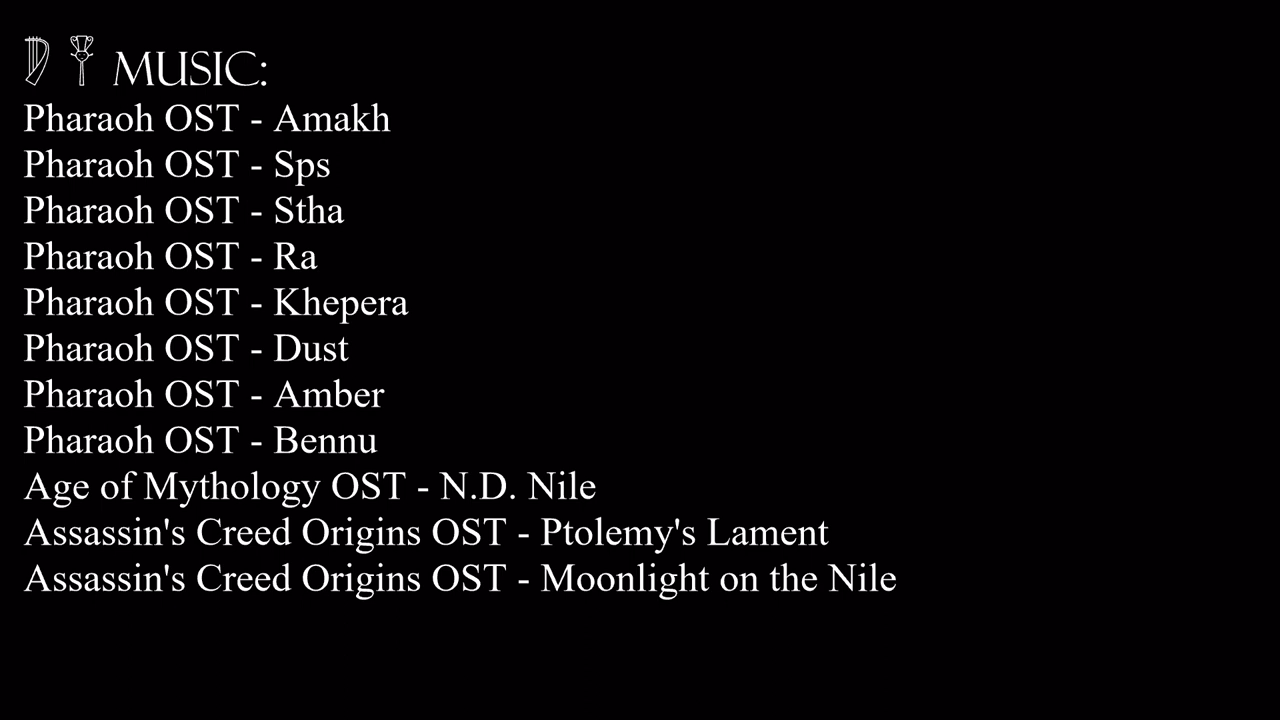 MUSIC:
Pharaoh OST - Amakh
Pharaoh OST - Sps
Pharaoh OST - Stha
Pharaoh OST - Ra
Pharaoh OST - Khepera
Pharaoh OST - Dust
Pharaoh OST - Amber
Pharaoh OST - Bennu
Age of Mythology OST - N.D. Nile
Assassin's Creed Origins OST - Ptolemy's Lament
Assassin's Creed Origins OST - Moonlight on the Nile